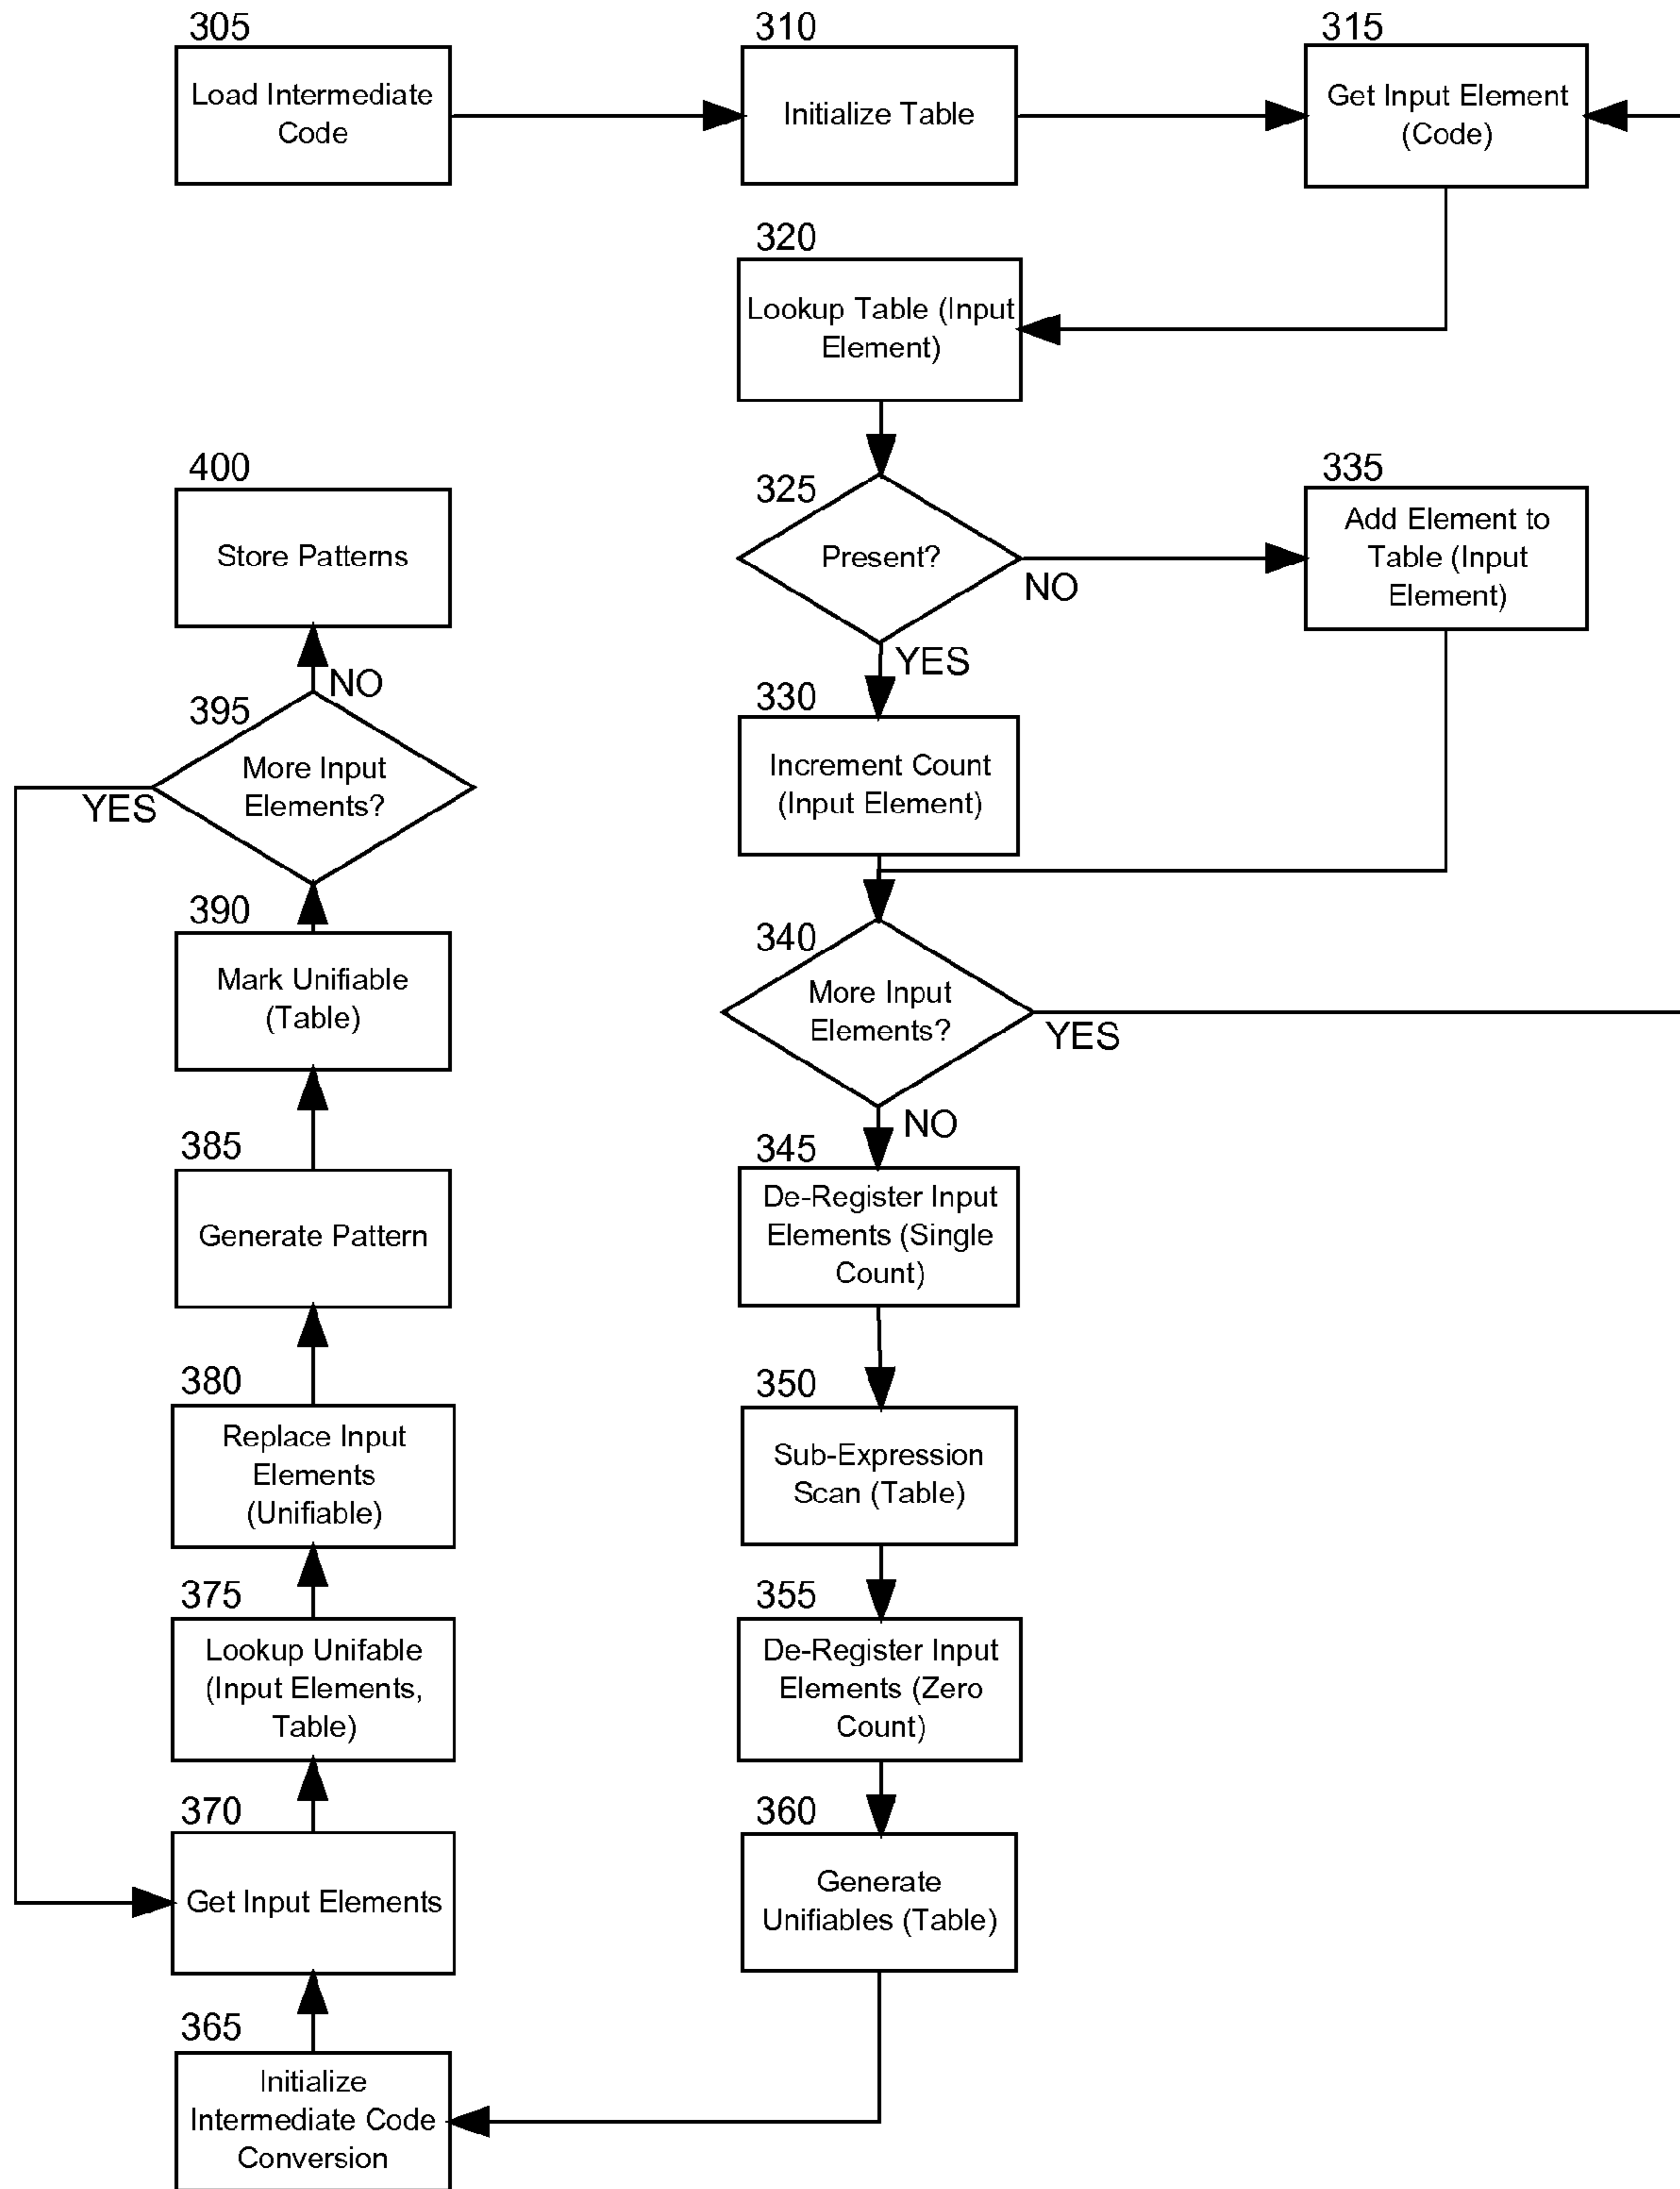 305
Load Intermediate
Code
310
Initialize Table
315
Get Input Element
(Code)
320
Lookup Table (Input
Element)
325
Present?
NO
YES
335
Add Element to
Table (Input
Element)
330
Increment Count
(Input Element)
340
More Input
Elements?
YES
NO
345
De-Register Input
Elements (Single
Count)
350
Sub-Expression
Scan (Table)
355
De-Register Input
Elements (Zero
Count)
360
Generate
Unifiables (Table)
365
Initialize
Intermediate Code
Conversion
370
Get Input Elements
375
Lookup Unifable
(Input Elements,
Table)
380
Replace Input
Elements
(Unifiable)
385
Generate Pattern
390
Mark Unifiable
(Table)
395
More Input
Elements?
YES
NO
400
Store Patterns